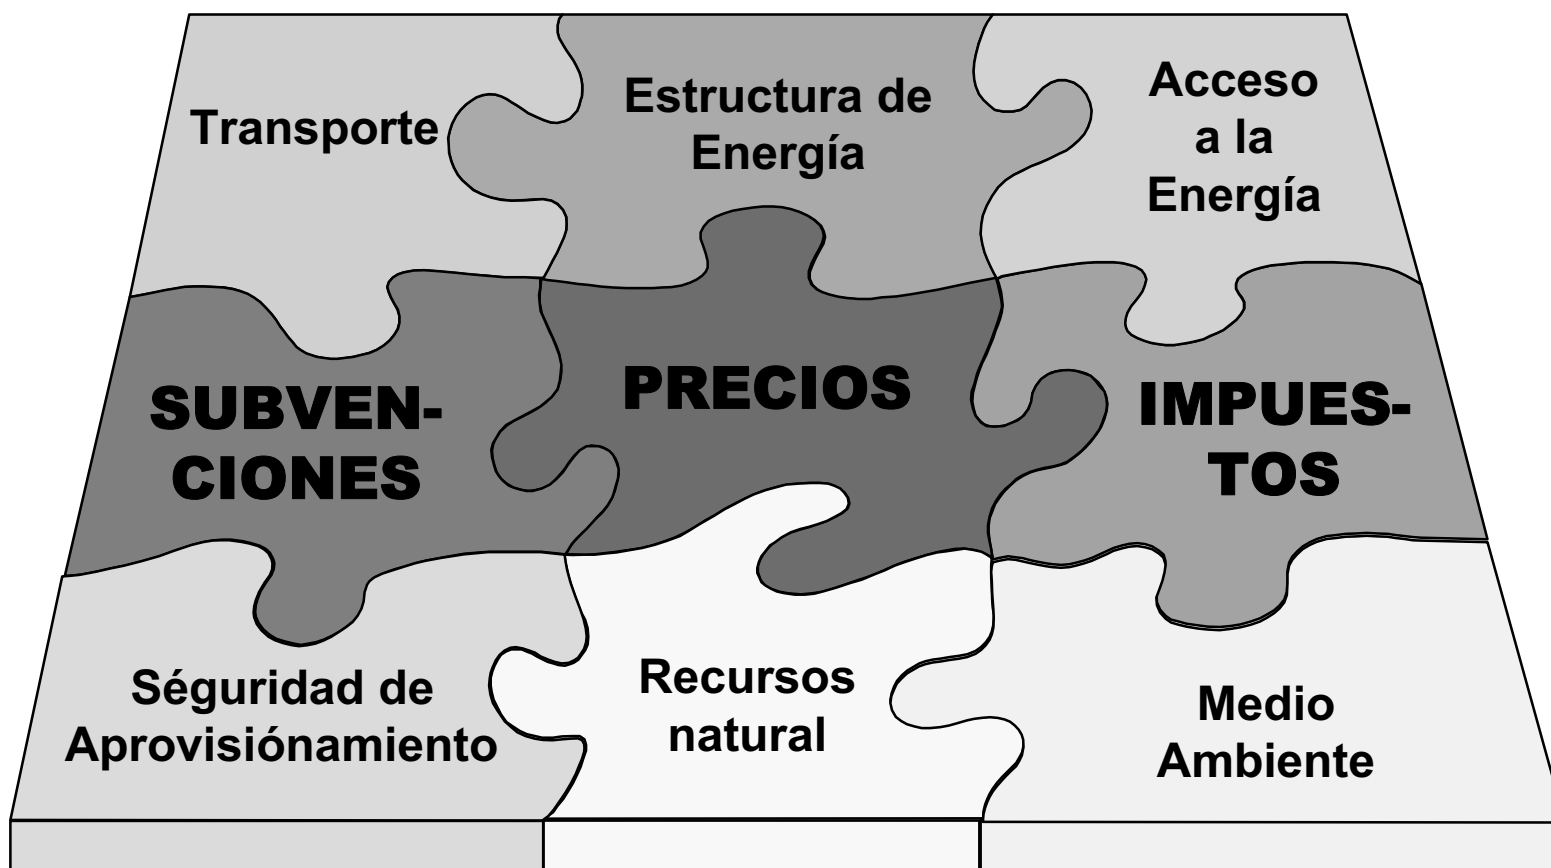 Transporte
Estructura de
Energía
Acceso
a la
Energía
SUBVEN-
CIONES
PRECIOS
IMPUES-
TOS
Séguridad de
Aprovisiónamiento
Recursos
natural
Medio
Ambiente